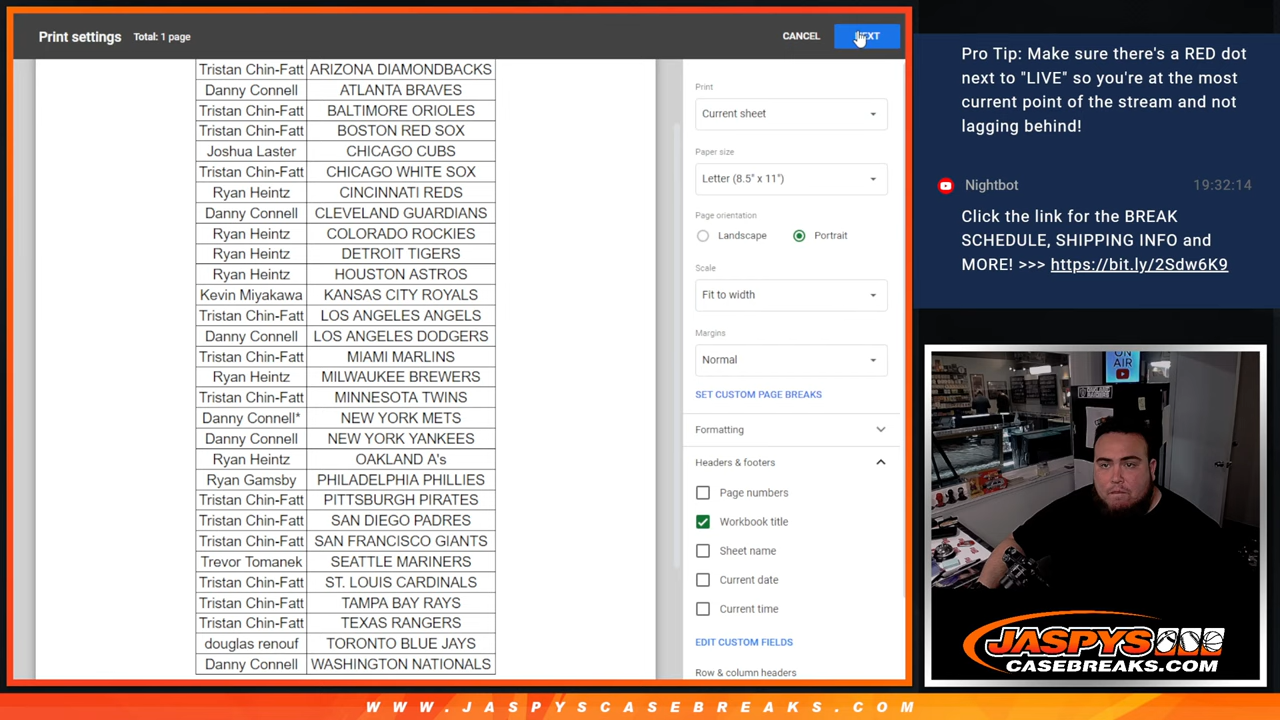 Print settings Total: 1 page
CANCEL
Tristan Chin-Fatt ARIZONA DIAMONDBACKS
Danny Connell ATLANTA BRAVES
Tristan Chin-Fatt BALTIMORE ORIOLES
Tristan Chin-Fatt BOSTON RED SOX
Joshua Laster CHICAGO CUBS
Tristan Chin-Fatt CHICAGO WHITE SOX
Ryan Heintz CINCINNATI REDS
Danny Connell CLEVELAND GUARDIANS
Ryan Heintz COLORADO ROCKIES
Ryan Heintz DETROIT TIGERS
Ryan Heintz HOUSTON ASTROS
Kevin Miyakawa KANSAS CITY ROYALS
Tristan Chin-Fatt LOS ANGELES ANGELS
Danny Connell LOS ANGELES DODGERS
Tristan Chin-Fatt MIAMI MARLINS
Ryan Heintz MILWAUKEE BREWERS
Tristan Chin-Fatt MINNESOTA TWINS
Danny Connell* NEW YORK METS
Danny Connell NEW YORK YANKEES
Ryan Heintz OAKLAND A's
Ryan Gamsby PHILADELPHIA PHILLIES
Tristan Chin-Fatt PITTSBURGH PIRATES
Tristan Chin-Fatt SAN DIEGO PADRES
Tristan Chin-Fatt SAN FRANCISCO GIANTS
Trevor Tomanek SEATTLE MARINERS
Tristan Chin-Fatt ST. LOUIS CARDINALS
Tristan Chin-Fatt TAMPA BAY RAYS
Tristan Chin-Fatt TEXAS RANGERS
douglas renouf TORONTO BLUE JAYS
Danny Connell WASHINGTON NATIONALS
Print
Current sheet
Paper size
Letter (8.5" x 11")
Page orientation
Landscape Portrait
Scale
Fit to width
Margins
Normal
SET CUSTOM PAGE BREAKS
Formatting
Headers & footers
Page numbers
Workbook title
Sheet name
Current date
Current time
EDIT CUSTOM FIELDS
Row & column headers
Pro Tip: Make sure there's a RED dot
next to "LIVE" so you're at the most
current point of the stream and not
lagging behind!
Nightbot 19:32:14
Click the link for the BREAK
SCHEDULE, SHIPPING INFO and
MORE! >>> https://bit.ly/2Sdw6K9
ON
AIR
JASPYS
CASEBREAKS.COM
WWW.JASPYSCASEBREAKS.COM